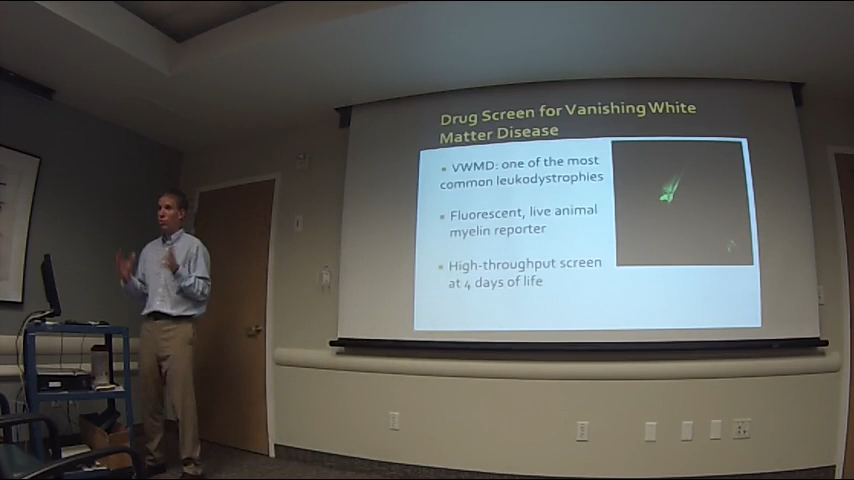 Drug Screen for Vanishing White
Matter Disease
VWMD: one of the most
common leukodystrophies
Fluorescent, live animal
myelin reporter
High-throughput screen
at 4 days of life